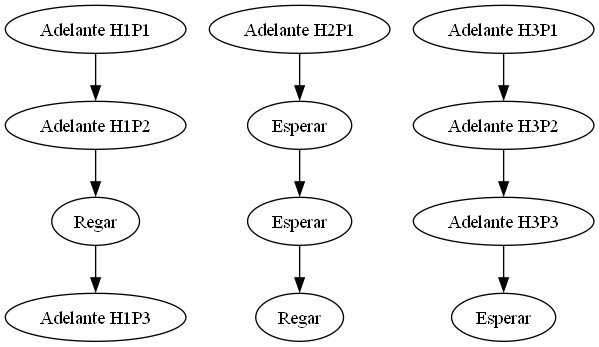 Adelante H1P1
Adelante H2P1
Adelante H3P1
Adelante H1P2
Esperar
Adelante H3P2
Regar
Esperar
Adelante H3P3
Adelante H1P3
Regar
Esperar